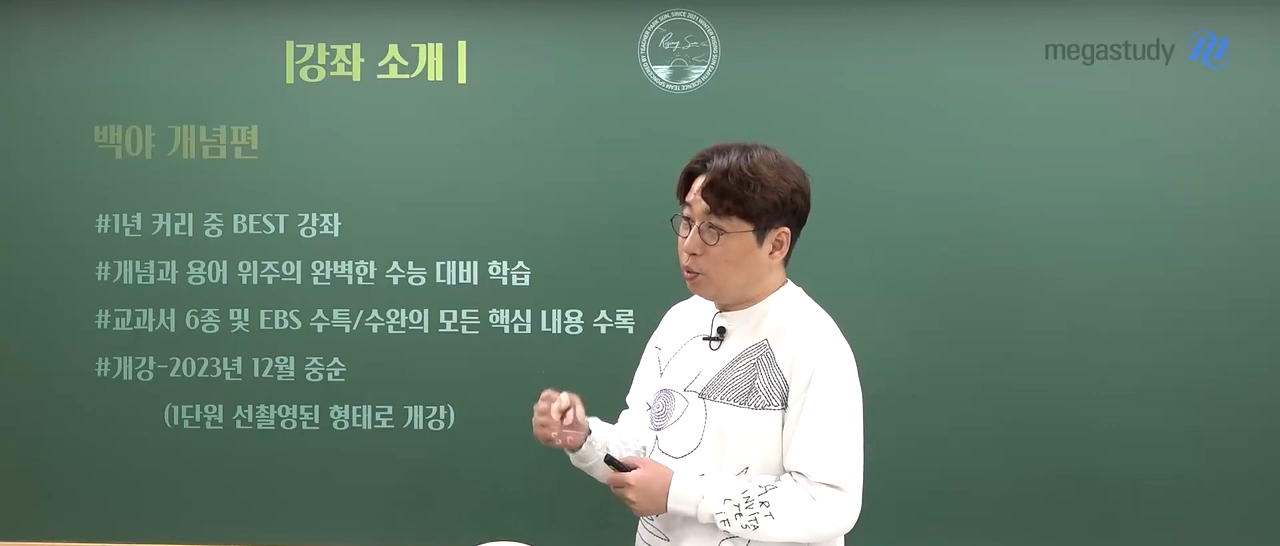 |강좌 소개|
megastudy
백야 개념편
#1년 커리 중 BEST 강좌
#개념과 용어 위주의 완벽한 수능 대비 학습
#교과서 6종 및 EBS 수특/수완의 모든 핵심 내용 수록
#개강-2023년 12월 중순
(1단원 선촬영된 형태로 개강)
ART
INVITA
TES
LIFE